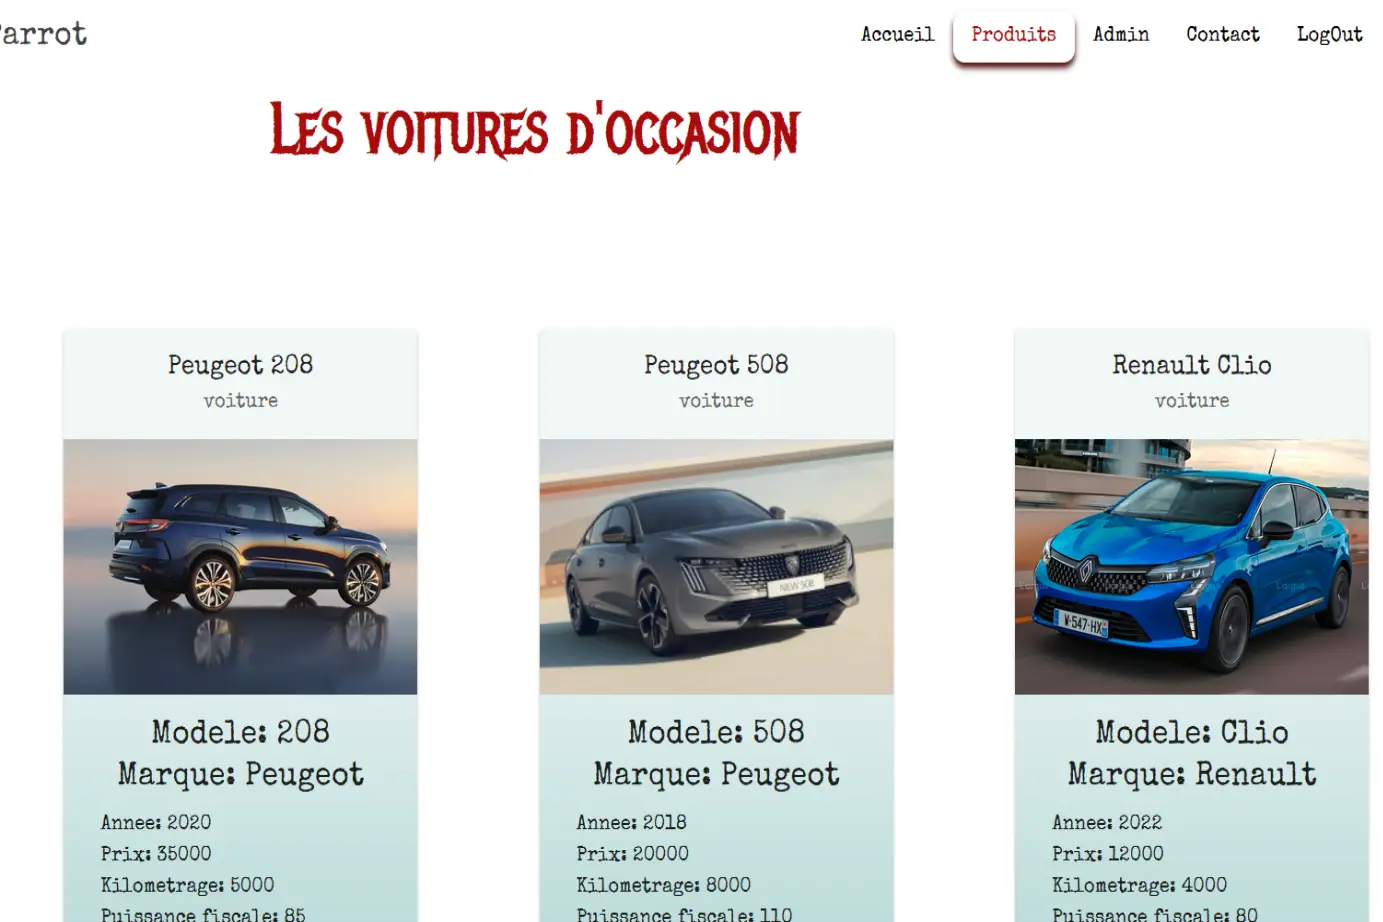 arrot
Accueil Produits Admin Contact LogOut
Les voitures d'occasion
Peugeot 208
voiture
Peugeot 508
voiture
Renault Clio
voiture
NEW 508
W-547-HX
Modele: 208
Marque: Peugeot
Annee: 2020
Prix: 35000
Kilometrage: 5000
Puissance fiscale: 85
Modele: 508
Marque: Peugeot
Annee: 2018
Prix: 20000
Kilometrage: 8000
Puissance fiscale: 110
Modele: Clio
Marque: Renault
Annee: 2022
Prix: 12000
Kilometrage: 4000
Puissance fiscale: 80